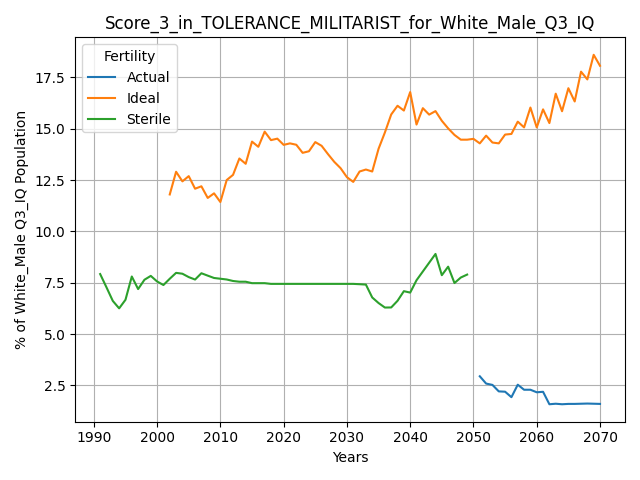 Score_3_in_TOLERANCE_MILITARIST_for_White_Male_Q3_IQ
Fertility
Actual
Ideal
Sterile
% of White_Male Q3_IQ Population
17.5
15.0
12.5
10.0
7.5
5.0
2.5
1990 2000 2010 2020 2030 2040 2050 2060 2070
Years